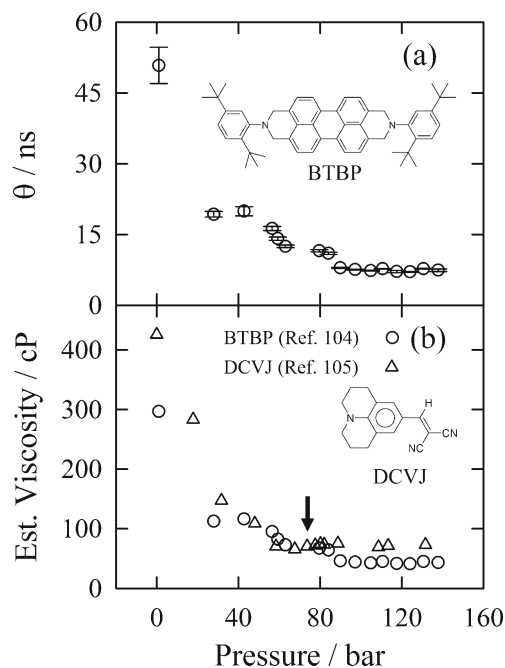 60
45
30
15
0
θ / ns
(a)
N
N
BTBP
400
300
200
100
0
Est. Viscosity / cP
BTBP (Ref. 104)
(b)
DCVJ (Ref. 105)
N
H
CN
NC
DCVJ
0
40
80
120
160
Pressure / bar